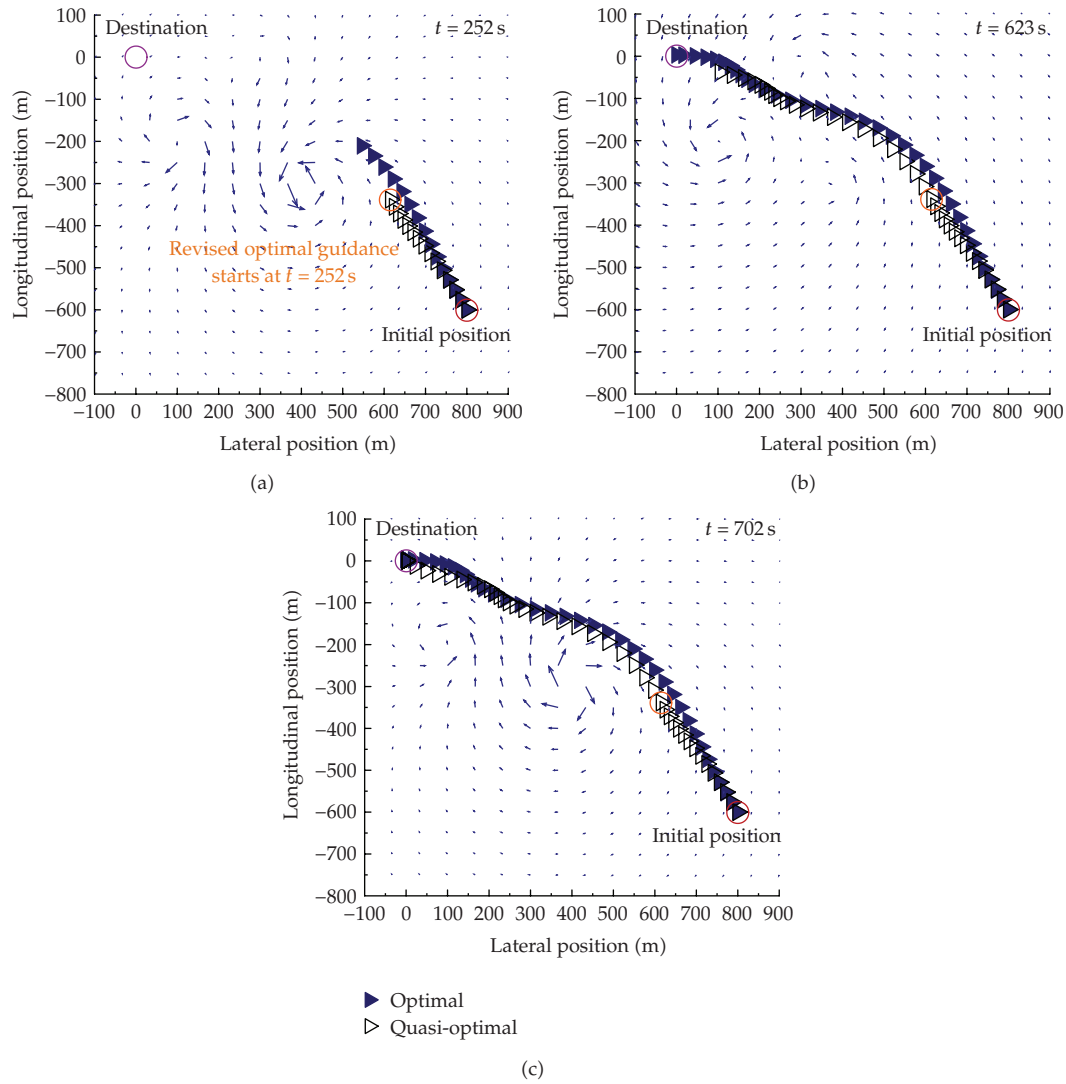 Destination
t = 252 s
100
0
−100
−200
−300
−400
−500
−600
−700
−800
Longitudinal position (m)
Revised optimal guidance
starts at t = 252 s
Initial position
−100 0 100 200 300 400 500 600 700 800 900
Lateral position (m)
(a)
Destination
t = 623 s
100
0
−100
−200
−300
−400
−500
−600
−700
−800
Longitudinal position (m)
Initial position
−100 0 100 200 300 400 500 600 700 800 900
Lateral position (m)
(b)
Destination
t = 702 s
100
0
−100
−200
−300
−400
−500
−600
−700
−800
Longitudinal position (m)
Initial position
−100 0 100 200 300 400 500 600 700 800 900
Lateral position (m)
Optimal
Quasi-optimal
(c)